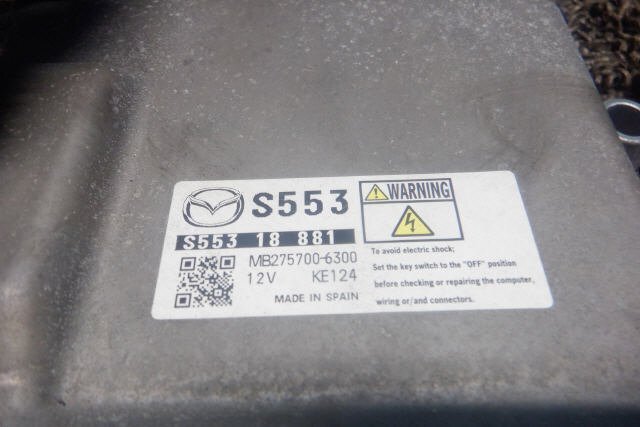 S553
S553 18 881
MB275700-6300
12V KE124
MADE IN SPAIN
WARNING
To avoid electric shock;
Set the key switch to the "OFF" position
before checking or repairing the computer,
wiring or/and connectors.